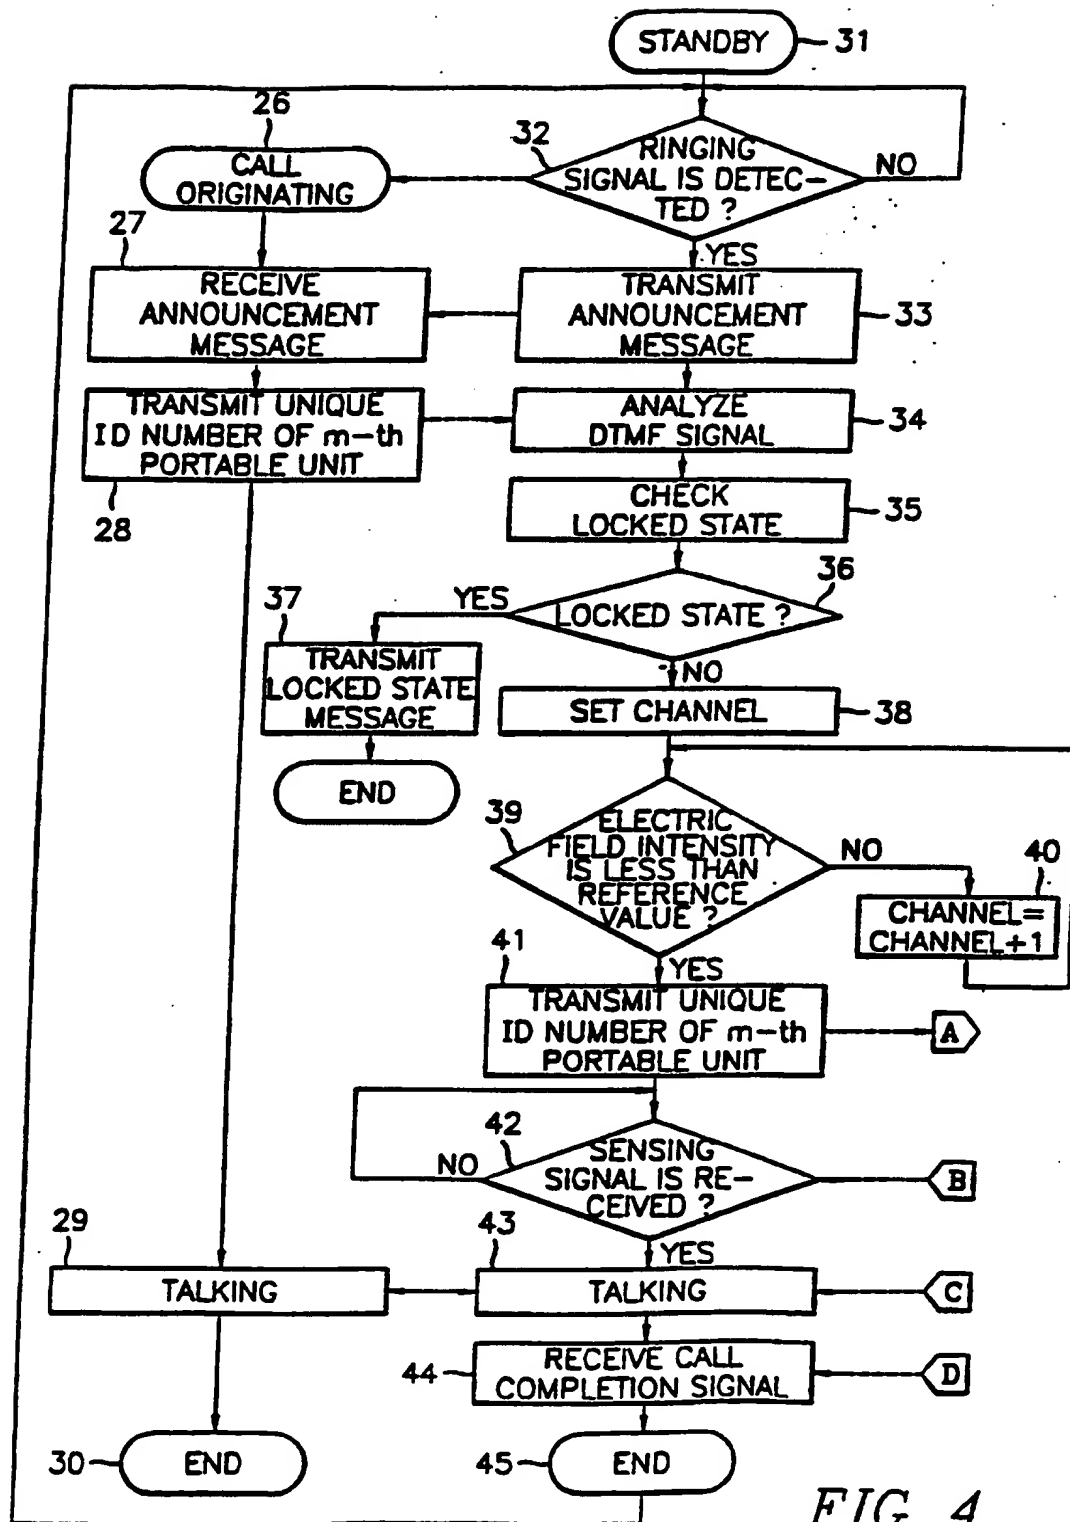 STANDBY
31
26
CALL
ORIGINATING
32
RINGING
SIGNAL IS DETEC-
TED ?
NO
YES
27
RECEIVE
ANNOUNCEMENT
MESSAGE
TRANSMIT
ANNOUNCEMENT
MESSAGE
33
TRANSMIT UNIQUE
ID NUMBER OF m-th
PORTABLE UNIT
28
ANALYZE
DTMF SIGNAL
34
CHECK
LOCKED STATE
35
36
LOCKED STATE ?
YES
NO
37
TRANSMIT
LOCKED STATE
MESSAGE
END
SET CHANNEL
38
39
ELECTRIC
FIELD INTENSITY
IS LESS THAN
REFERENCE
VALUE ?
NO
40
CHANNEL=
CHANNEL+1
YES
41
TRANSMIT UNIQUE
ID NUMBER OF m-th
PORTABLE UNIT
A
42
SENSING
SIGNAL IS RE-
CEIVED ?
NO
B
YES
29
TALKING
43
TALKING
C
44
RECEIVE CALL
COMPLETION SIGNAL
D
30
END
45
END
FIG. 4